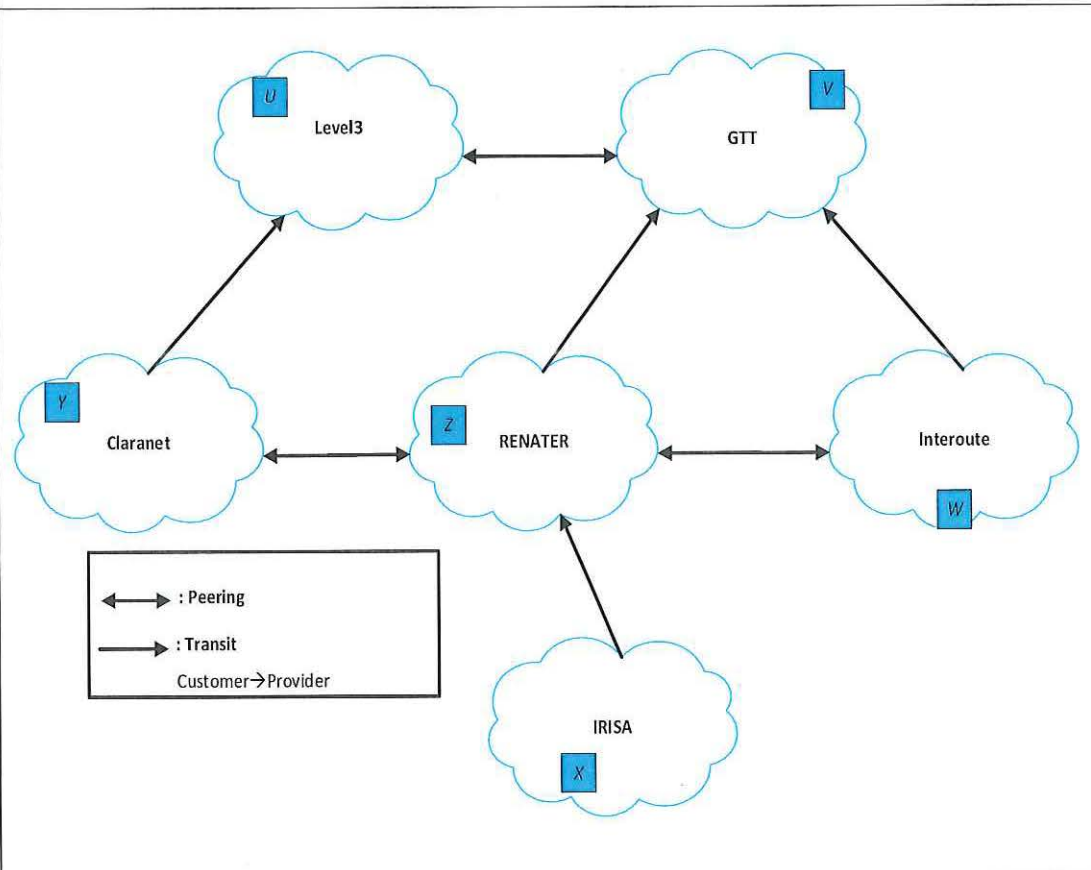 U
Level3
V
GTT
Y
Claranet
Z
RENATER
Interoute
W
: Peering
: Transit
Customer→Provider
IRISA
X